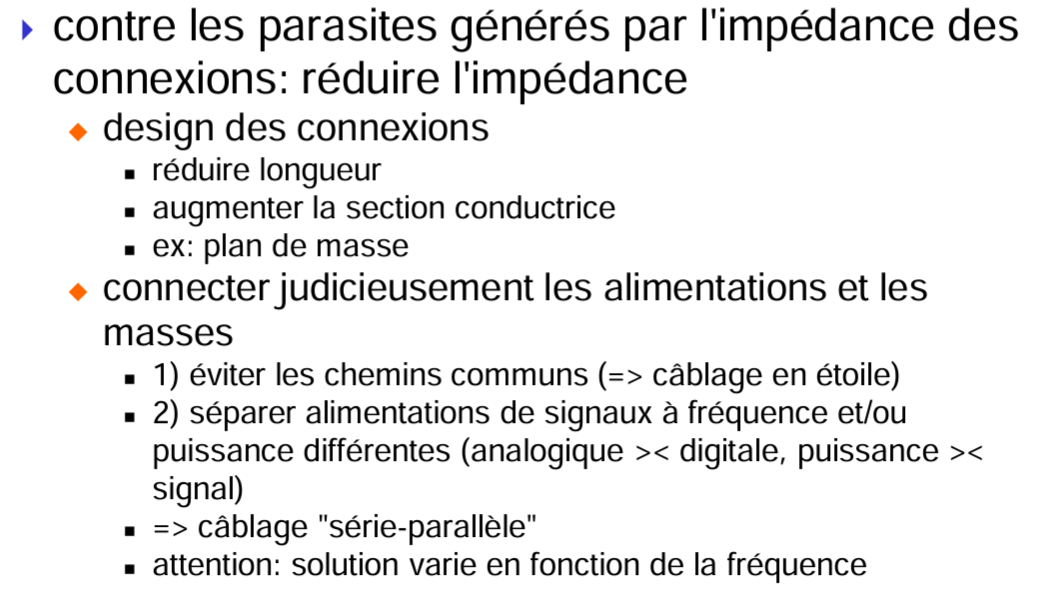 contre les parasites générés par l'impédance des
connexions: réduire l'impédance
design des connexions
réduire longueur
augmenter la section conductrice
ex: plan de masse
connecter judicieusement les alimentations et les
masses
1) éviter les chemins communs (=> câblage en étoile)
2) séparer alimentations de signaux à fréquence et/ou
puissance différentes (analogique >< digitale, puissance ><
signal)
=> câblage "série-parallèle"
attention: solution varie en fonction de la fréquence